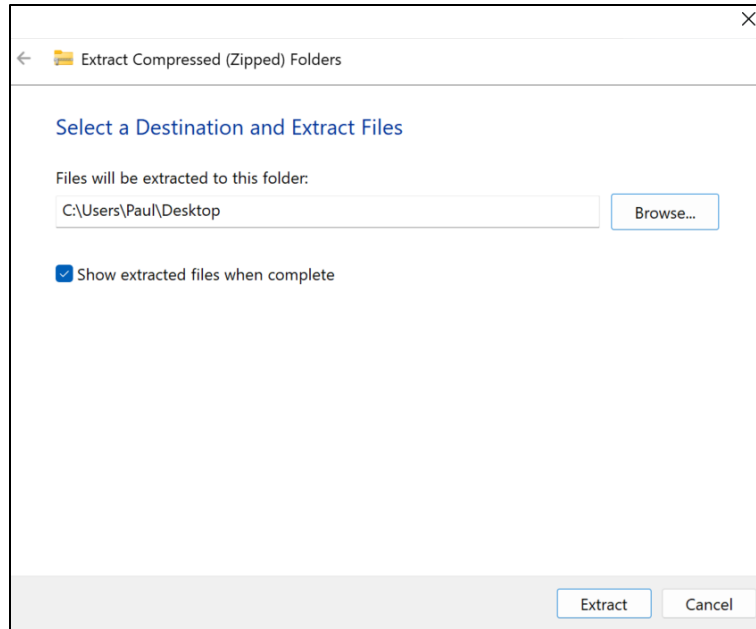 Extract Compressed (Zipped) Folders
Select a Destination and Extract Files
Files will be extracted to this folder:
C:\Users\Paul\Desktop
Browse...
Show extracted files when complete
Extract
Cancel